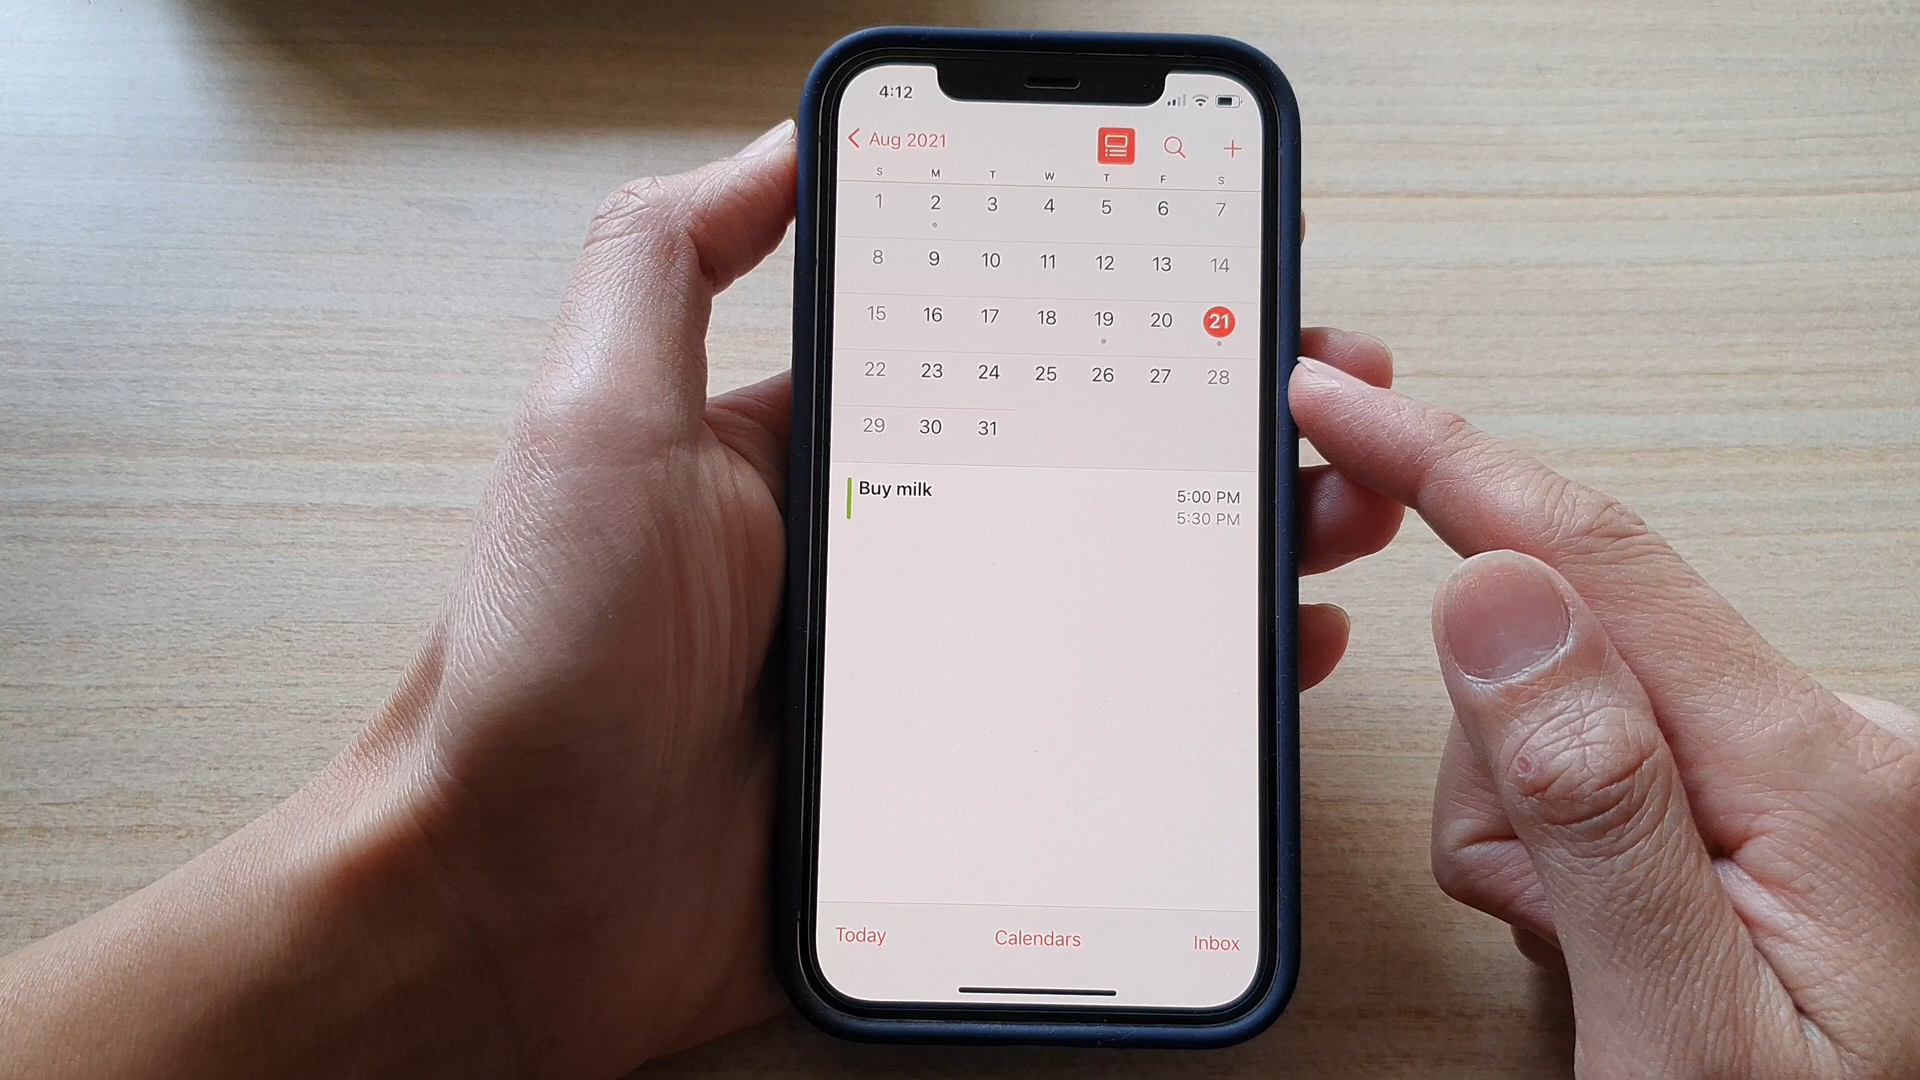 4:12
Aug 2021
S M T W T F S
1 2 3 4 5 6 7
8 9 10 11 12 13 14
15 16 17 18 19 20 21
22 23 24 25 26 27 28
29 30 31
Buy milk 5:00 PM
5:30 PM
Today Calendars Inbox